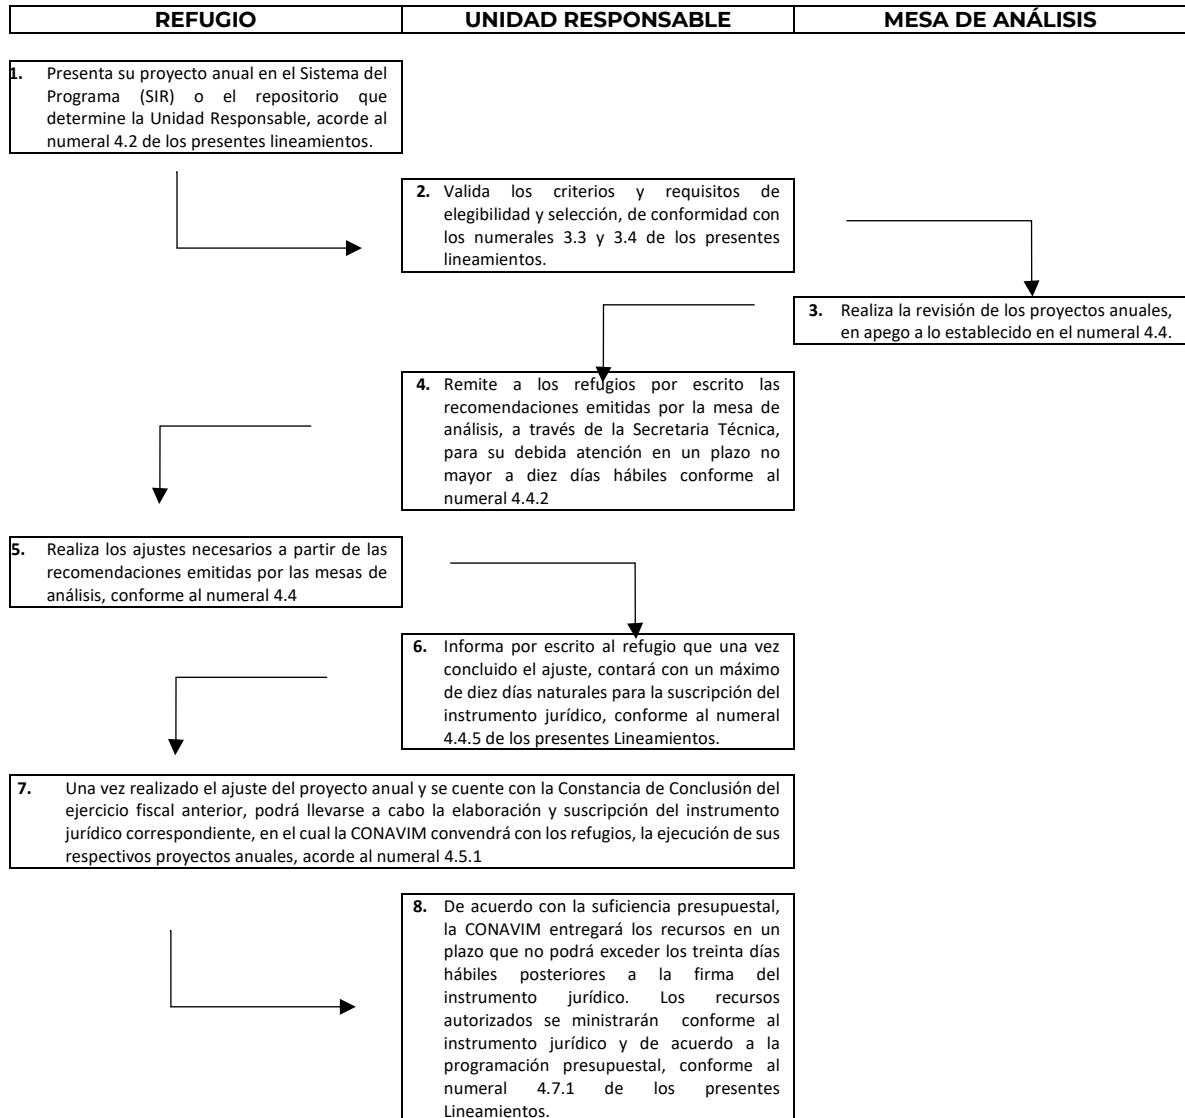 REFUGIO UNIDAD RESPONSABLE MESA DE ANÁLISIS
1. Presenta su proyecto anual en el Sistema del
Programa (SIR) o el repositorio que
determine la Unidad Responsable, acorde al
numeral 4.2 de los presentes lineamientos.
2. Valida los criterios y requisitos de
elegibilidad y selección, de conformidad con
los numerales 3.3 y 3.4 de los presentes
lineamientos.
3. Realiza la revisión de los proyectos anuales,
en apego a lo establecido en el numeral 4.4.
4. Remite a los refugios por escrito las
recomendaciones emitidas por la mesa de
análisis, a través de la Secretaria Técnica,
para su debida atención en un plazo no
mayor a diez días hábiles conforme al
numeral 4.4.2
5. Realiza los ajustes necesarios a partir de las
recomendaciones emitidas por las mesas de
análisis, conforme al numeral 4.4
6. Informa por escrito al refugio que una vez
concluido el ajuste, contará con un máximo
de diez días naturales para la suscripción del
instrumento jurídico, conforme al numeral
4.4.5 de los presentes Lineamientos.
7. Una vez realizado el ajuste del proyecto anual y se cuente con la Constancia de Conclusión del
ejercicio fiscal anterior, podrá llevarse a cabo la elaboración y suscripción del instrumento
jurídico correspondiente, en el cual la CONAVIM convendrá con los refugios, la ejecución de sus
respectivos proyectos anuales, acorde al numeral 4.5.1
8. De acuerdo con la suficiencia presupuestal,
la CONAVIM entregará los recursos en un
plazo que no podrá exceder los treinta días
hábiles posteriores a la firma del
instrumento jurídico. Los recursos
autorizados se ministrarán conforme al
instrumento jurídico y de acuerdo a la
programación presupuestal, conforme al
numeral 4.7.1 de los presentes
Lineamientos.